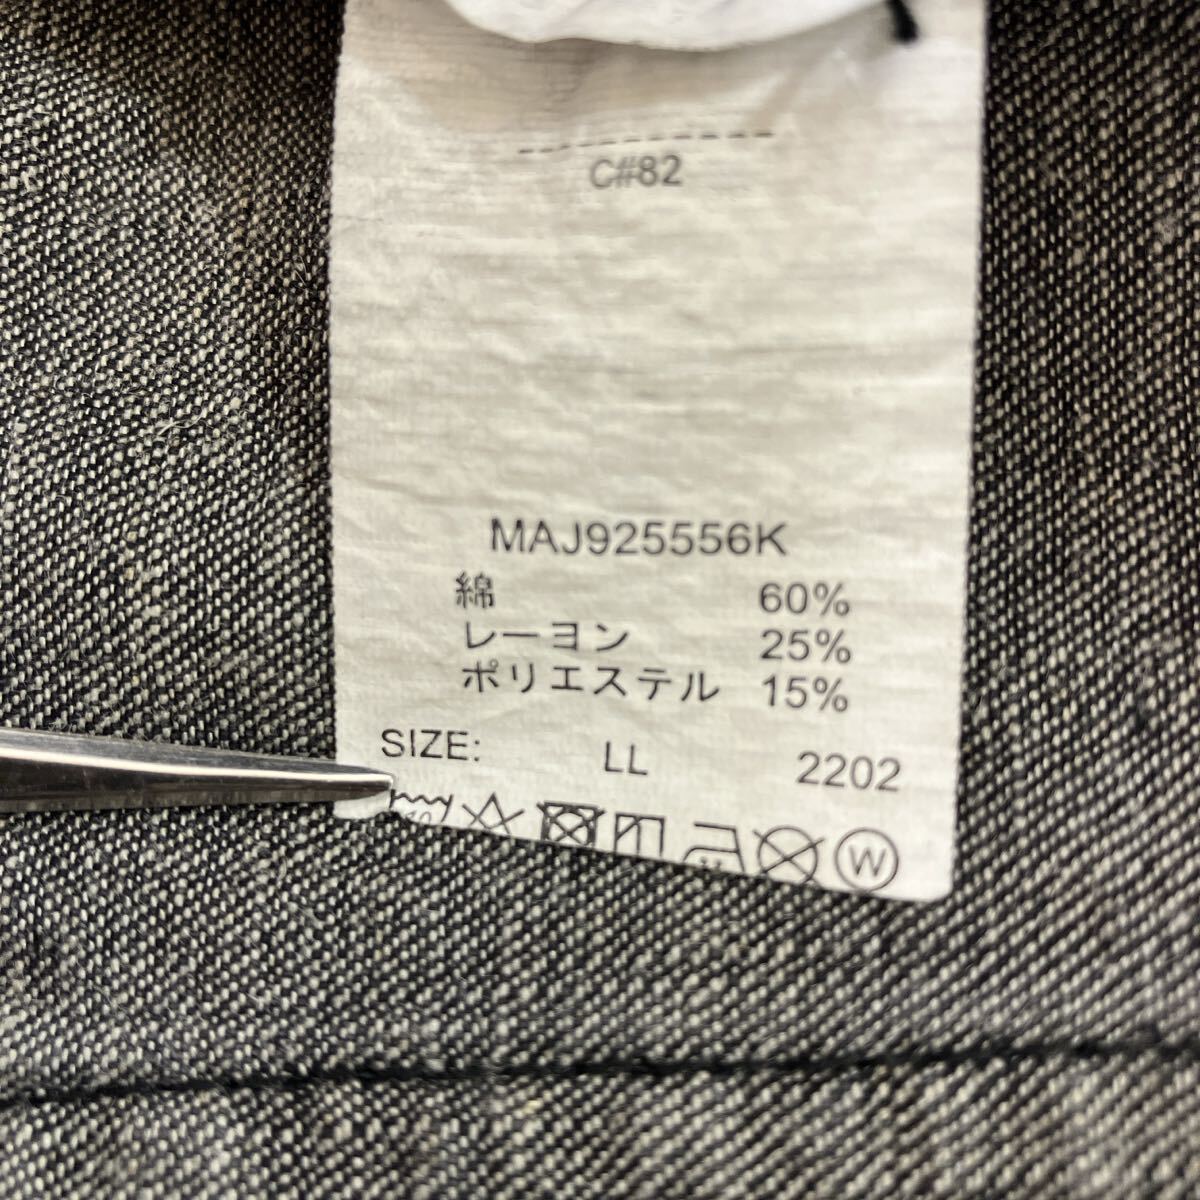 C#82
MAJ925556K
綿 60%
レーヨン 25%
ポリエステル 15%
SIZE: LL 2202
W